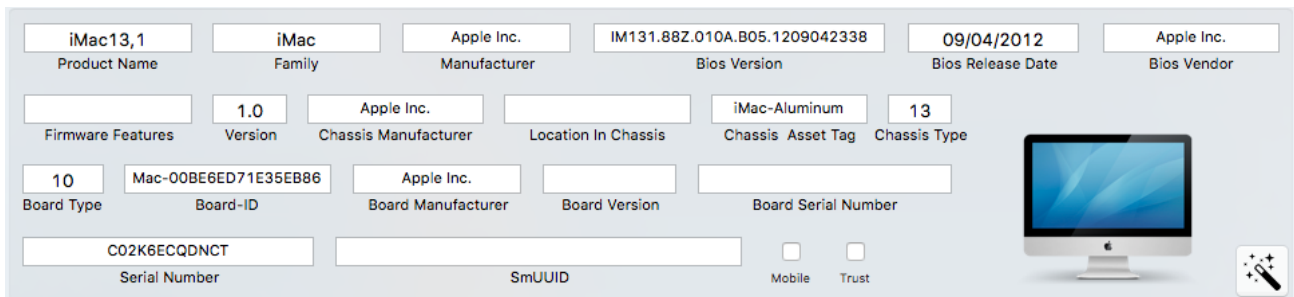 iMac13,1 iMac Apple Inc. IM131.88Z.010A.B05.1209042338 09/04/2012 Apple Inc.
Product Name Family Manufacturer Bios Version Bios Release Date Bios Vendor
1.0 Apple Inc. iMac-Aluminum 13
Firmware Features Version Chassis Manufacturer Location In Chassis Chassis Asset Tag Chassis Type
10 Mac-00BE6ED71E35EB86 Apple Inc.
Board Type Board-ID Board Manufacturer Board Version Board Serial Number
C02K6ECQDNCT
Serial Number SmUUID Mobile Trust